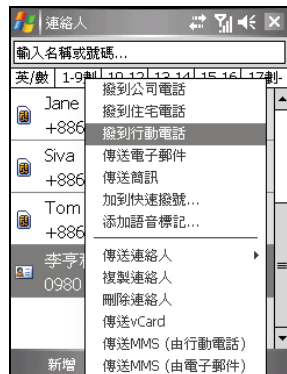 連絡人
輸入名稱或號碼...
英/數 1-9劃 10-12 13-14 15-16 17劃-
Jane
+886
Siva
+886
Tom
+886
李亨
0980
撥到公司電話
撥到住宅電話
撥到行動電話
傳送電子郵件
傳送簡訊
加到快速撥號...
添加語音標記...
傳送連絡人
複製連絡人
刪除連絡人
傳送vCard
傳送MMS (由行動電話)
傳送MMS (由電子郵件)
新增